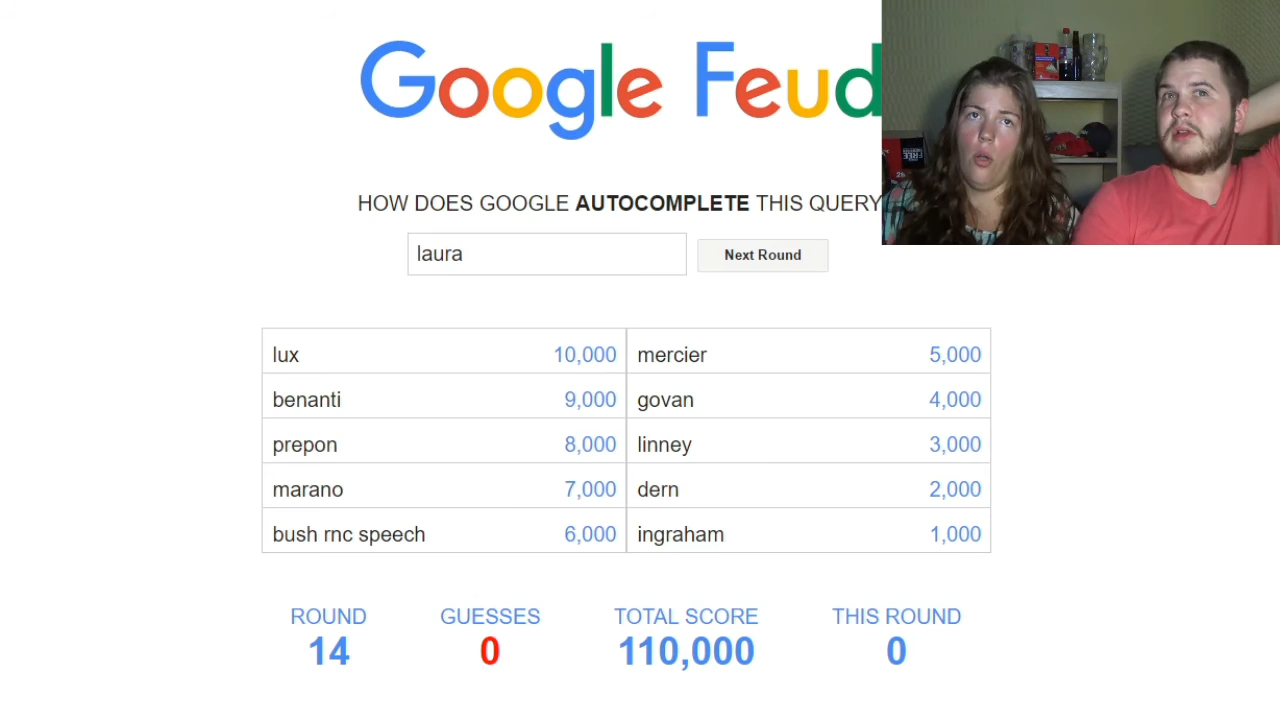 Google Feud
HOW DOES GOOGLE AUTOCOMPLETE THIS QUERY
laura
Next Round
lux 10,000 mercier 5,000
benanti 9,000 govan 4,000
prepon 8,000 linney 3,000
marano 7,000 dern 2,000
bush rnc speech 6,000 ingraham 1,000
ROUND GUESSES TOTAL SCORE THIS ROUND
14 0 110,000 0